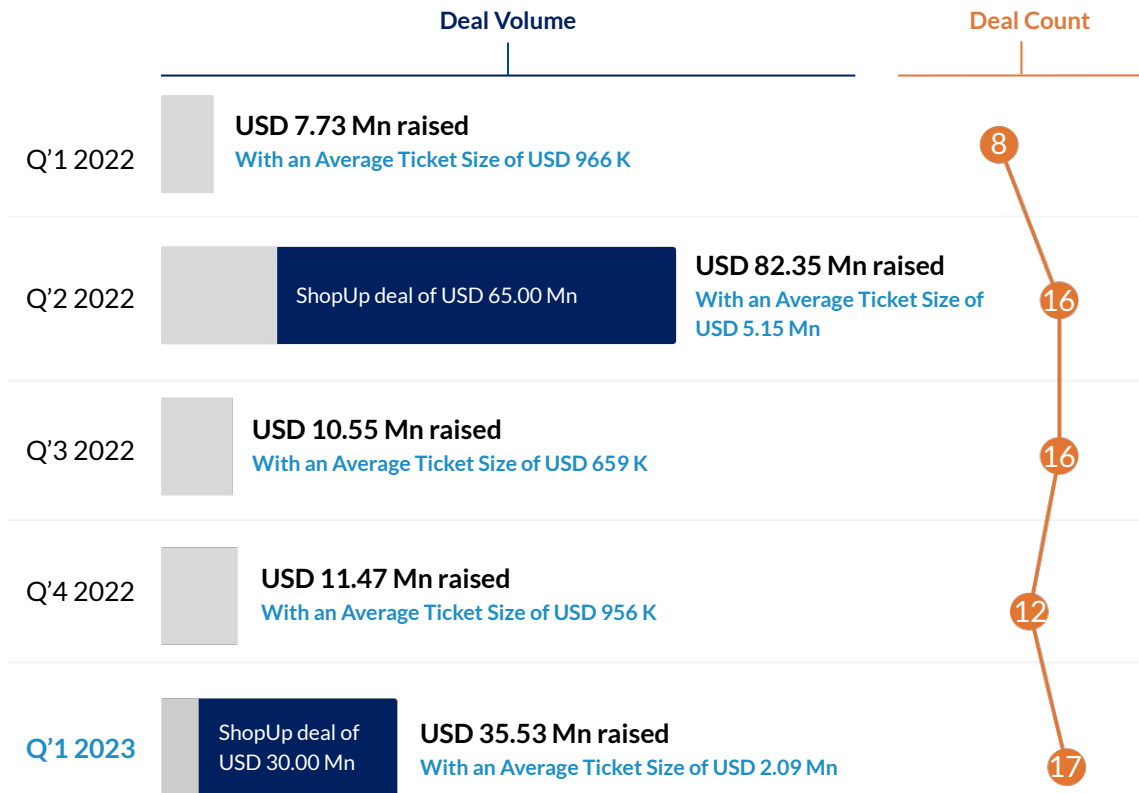 Deal Volume
Deal Count
Q'1 2022
USD 7.73 Mn raised
With an Average Ticket Size of USD 966 K
8
Q'2 2022
ShopUp deal of USD 65.00 Mn
USD 82.35 Mn raised
With an Average Ticket Size of
USD 5.15 Mn
16
Q'3 2022
USD 10.55 Mn raised
With an Average Ticket Size of USD 659 K
16
Q'4 2022
USD 11.47 Mn raised
With an Average Ticket Size of USD 956 K
12
Q'1 2023
ShopUp deal of
USD 30.00 Mn
USD 35.53 Mn raised
With an Average Ticket Size of USD 2.09 Mn
17